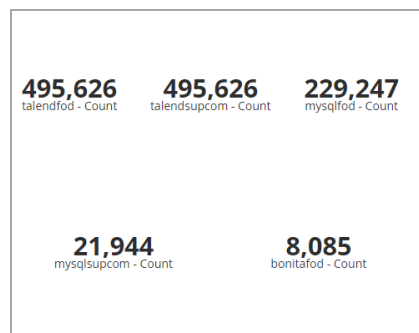 495,626 495,626 229,247
talendfod - Count talendsupcom - Count mysqlfod - Count
21,944 8,085
mysqlsupcom - Count bonitafod - Count